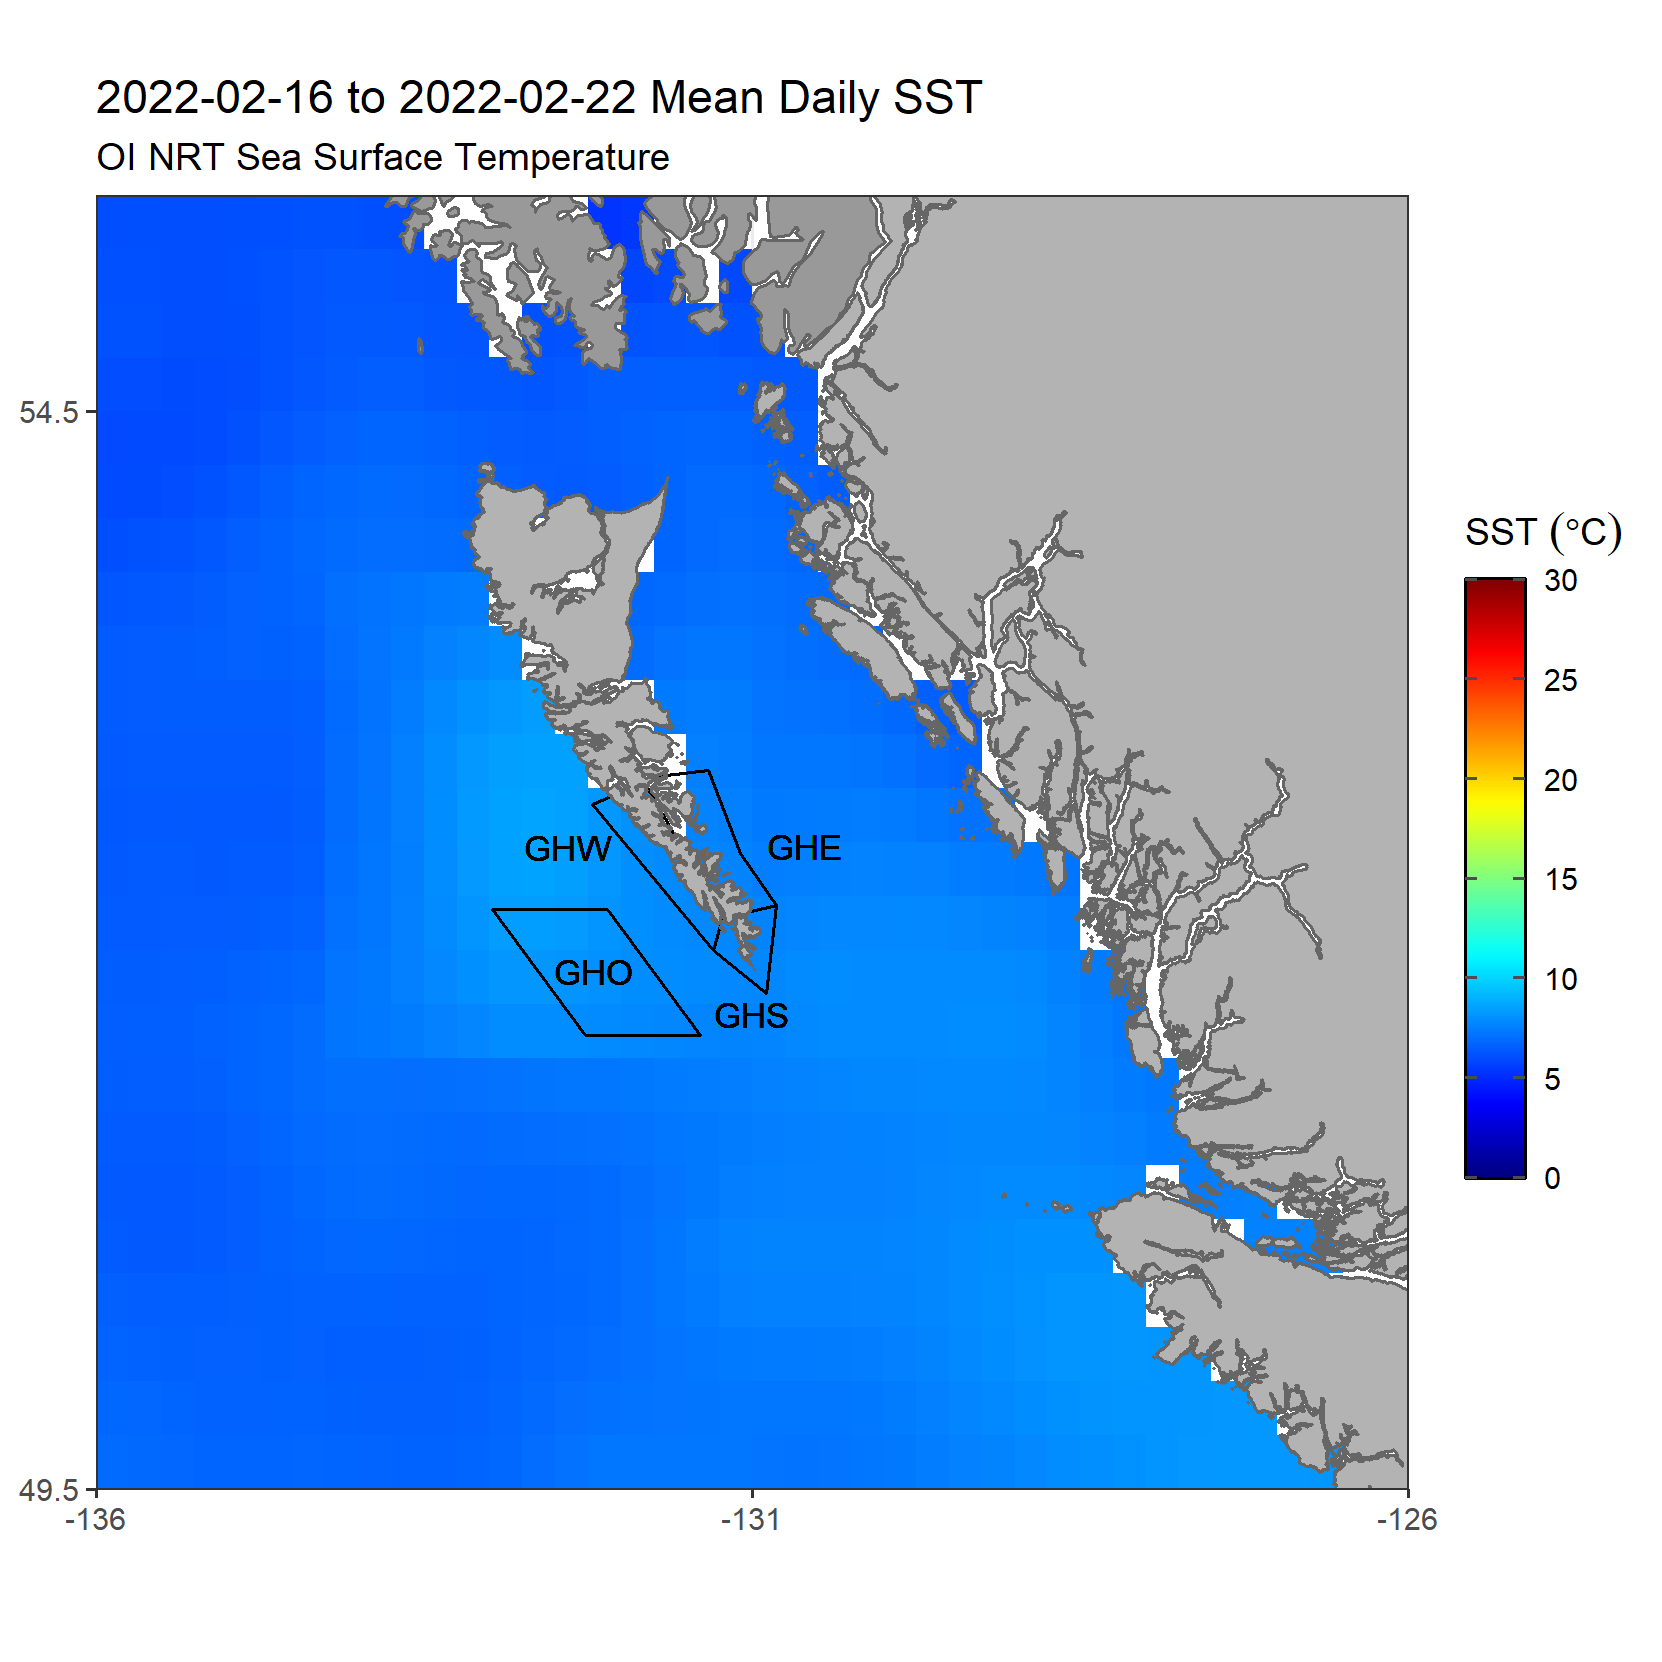 2022-02-16 to 2022-02-22 Mean Daily SST
OI NRT Sea Surface Temperature
54.5
49.5
-136
-131
-126
GHW
GHE
GHO
GHS
SST (°C)
30
25
20
15
10
5
0